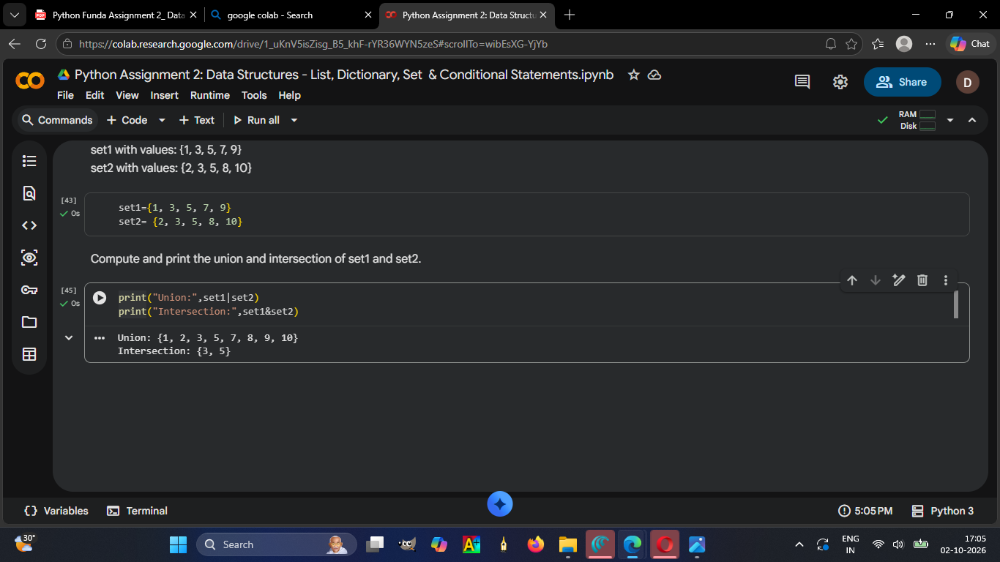 Python Funda Assignment 2_ Data
google colab - Search
Python Assignment 2: Data Structu
https://colab.research.google.com/drive/1_uKnV5isZisg_B5_khF-rYR36WYN5zeS#scrollTo=wibEsXG-YjYb
Chat
Python Assignment 2: Data Structures - List, Dictionary, Set & Conditional Statements.ipynb
Share
D
File Edit View Insert Runtime Tools Help
Commands + Code + Text Run all
RAM
Disk
set1 with values: {1, 3, 5, 7, 9}
set2 with values: {2, 3, 5, 8, 10}
[43]
0s
set1={1, 3, 5, 7, 9}
set2= {2, 3, 5, 8, 10}
Compute and print the union and intersection of set1 and set2.
[45]
0s
print("Union:",set1|set2)
print("Intersection:",set1&set2)
Union: {1, 2, 3, 5, 7, 8, 9, 10}
Intersection: {3, 5}
{} Variables Terminal
5:05 PM Python 3
30°
Search
ENG
IN
17:05
02-10-2026